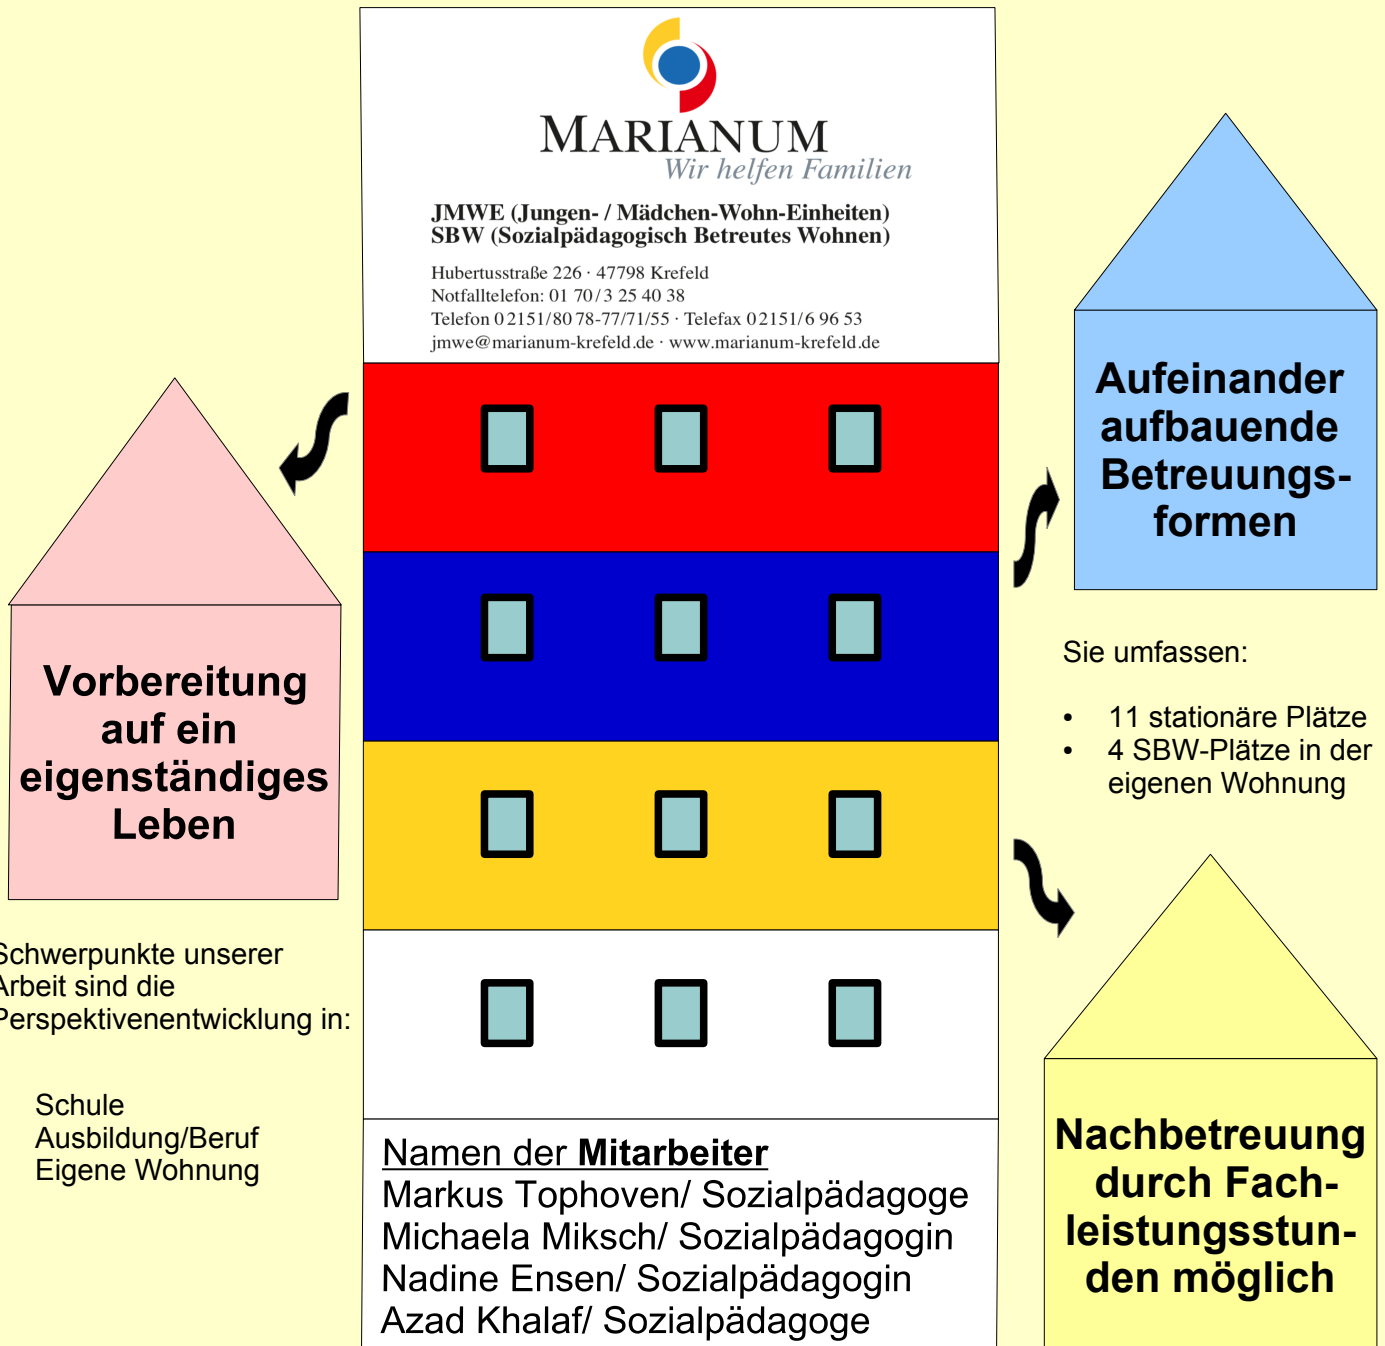 MARIANUM
Wir helfen Familien
JMWE (Jungen- / Mädchen-Wohn-Einheiten)
SBW (Sozialpädagogisch Betreutes Wohnen)
Hubertusstraße 226 · 47798 Krefeld
Notfalltelefon: 01 70/3 25 40 38
Telefon 02151/80 78-77/71/55 · Telefax 02151/6 96 53
jmwe@marianum-krefeld.de · www.marianum-krefeld.de
Vorbereitung
auf ein
eigenständiges
Leben
Schwerpunkte unserer
Arbeit sind die
Perspektivenentwicklung in:
Schule
Ausbildung/Beruf
Eigene Wohnung
Aufeinander
aufbauende
Betreuungs-
formen
Sie umfassen:
• 11 stationäre Plätze
• 4 SBW-Plätze in der
eigenen Wohnung
Nachbetreuung
durch Fach-
leistungsstun-
den möglich
Namen der Mitarbeiter
Markus Tophoven/ Sozialpädagoge
Michaela Miksch/ Sozialpädagogin
Nadine Ensen/ Sozialpädagogin
Azad Khalaf/ Sozialpädagoge